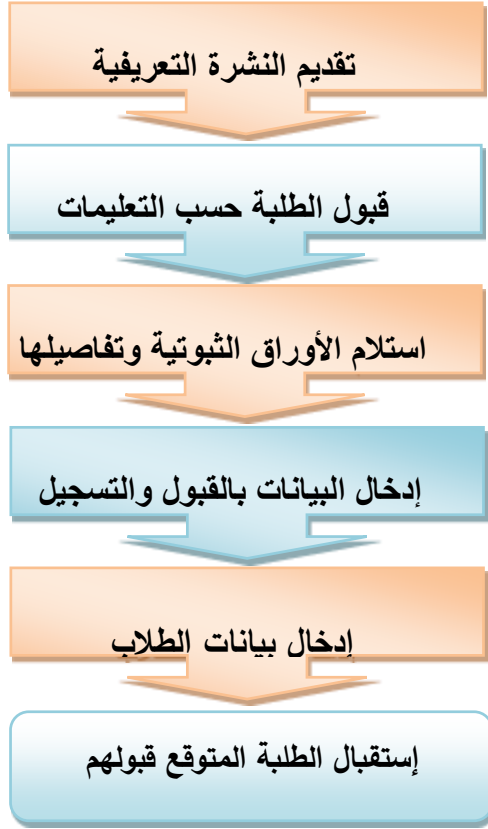 تقديم النشرة التعريفية
قبول الطلبة حسب التعليمات
استلام الأوراق الثبوتية وتفاصيلها
إدخال البيانات بالقبول والتسجيل
إدخال بيانات الطلاب
إستقبال الطلبة المتوقع قبولهم